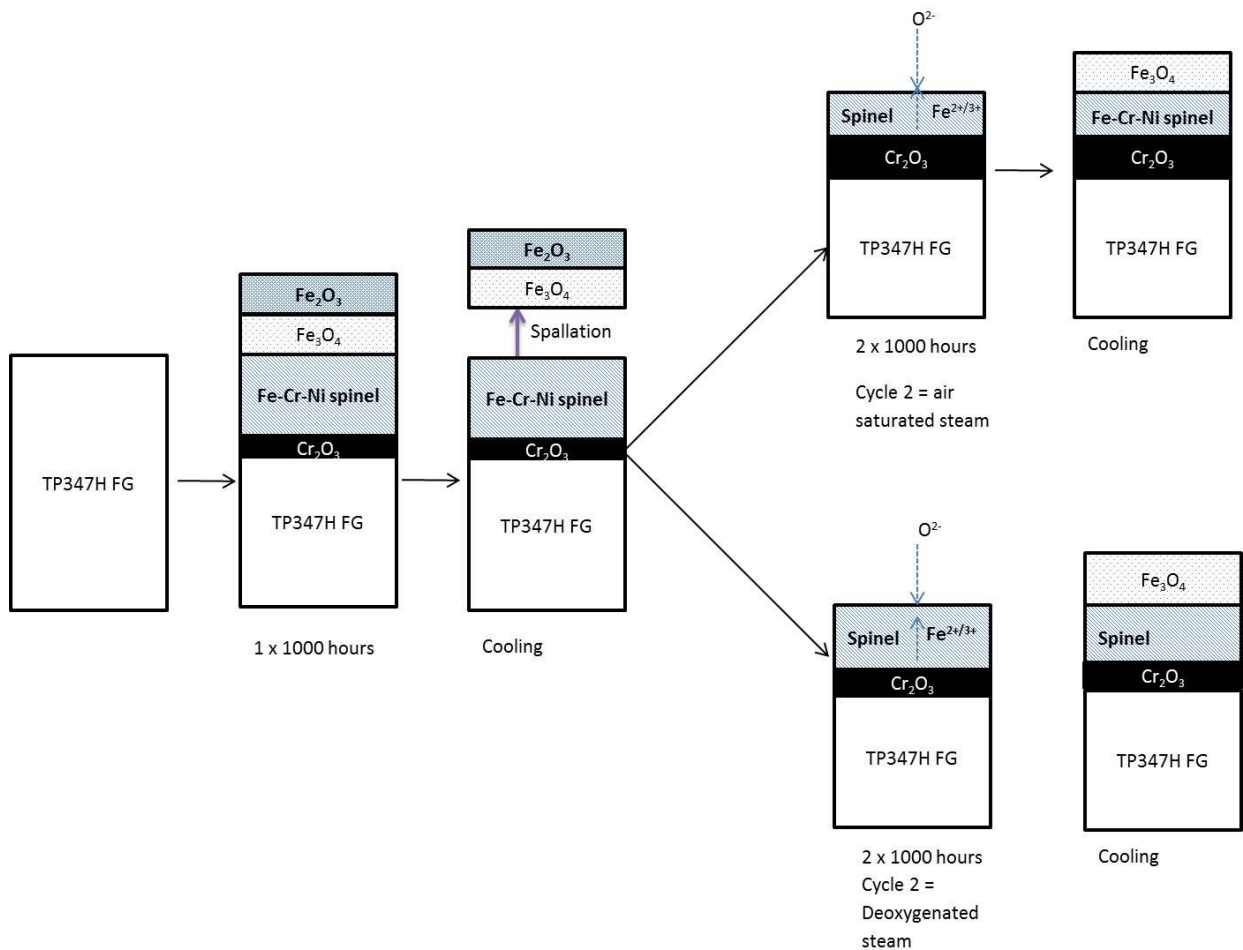 TP347H FG
Fe₂O₃
Fe₃O₄
Fe-Cr-Ni spinel
Cr₂O₃
TP347H FG
1 x 1000 hours
Fe₂O₃
Fe₃O₄
Spallation
Fe-Cr-Ni spinel
Cr₂O₃
TP347H FG
Cooling
O²⁻
Spinel Fe²⁺/³⁺
Cr₂O₃
TP347H FG
2 x 1000 hours
Cycle 2 = air
saturated steam
Fe₃O₄
Fe-Cr-Ni spinel
Cr₂O₃
TP347H FG
Cooling
O²⁻
Spinel Fe²⁺/³⁺
Cr₂O₃
TP347H FG
2 x 1000 hours
Cycle 2 =
Deoxygenated
steam
Fe₃O₄
Spinel
Cr₂O₃
TP347H FG
Cooling